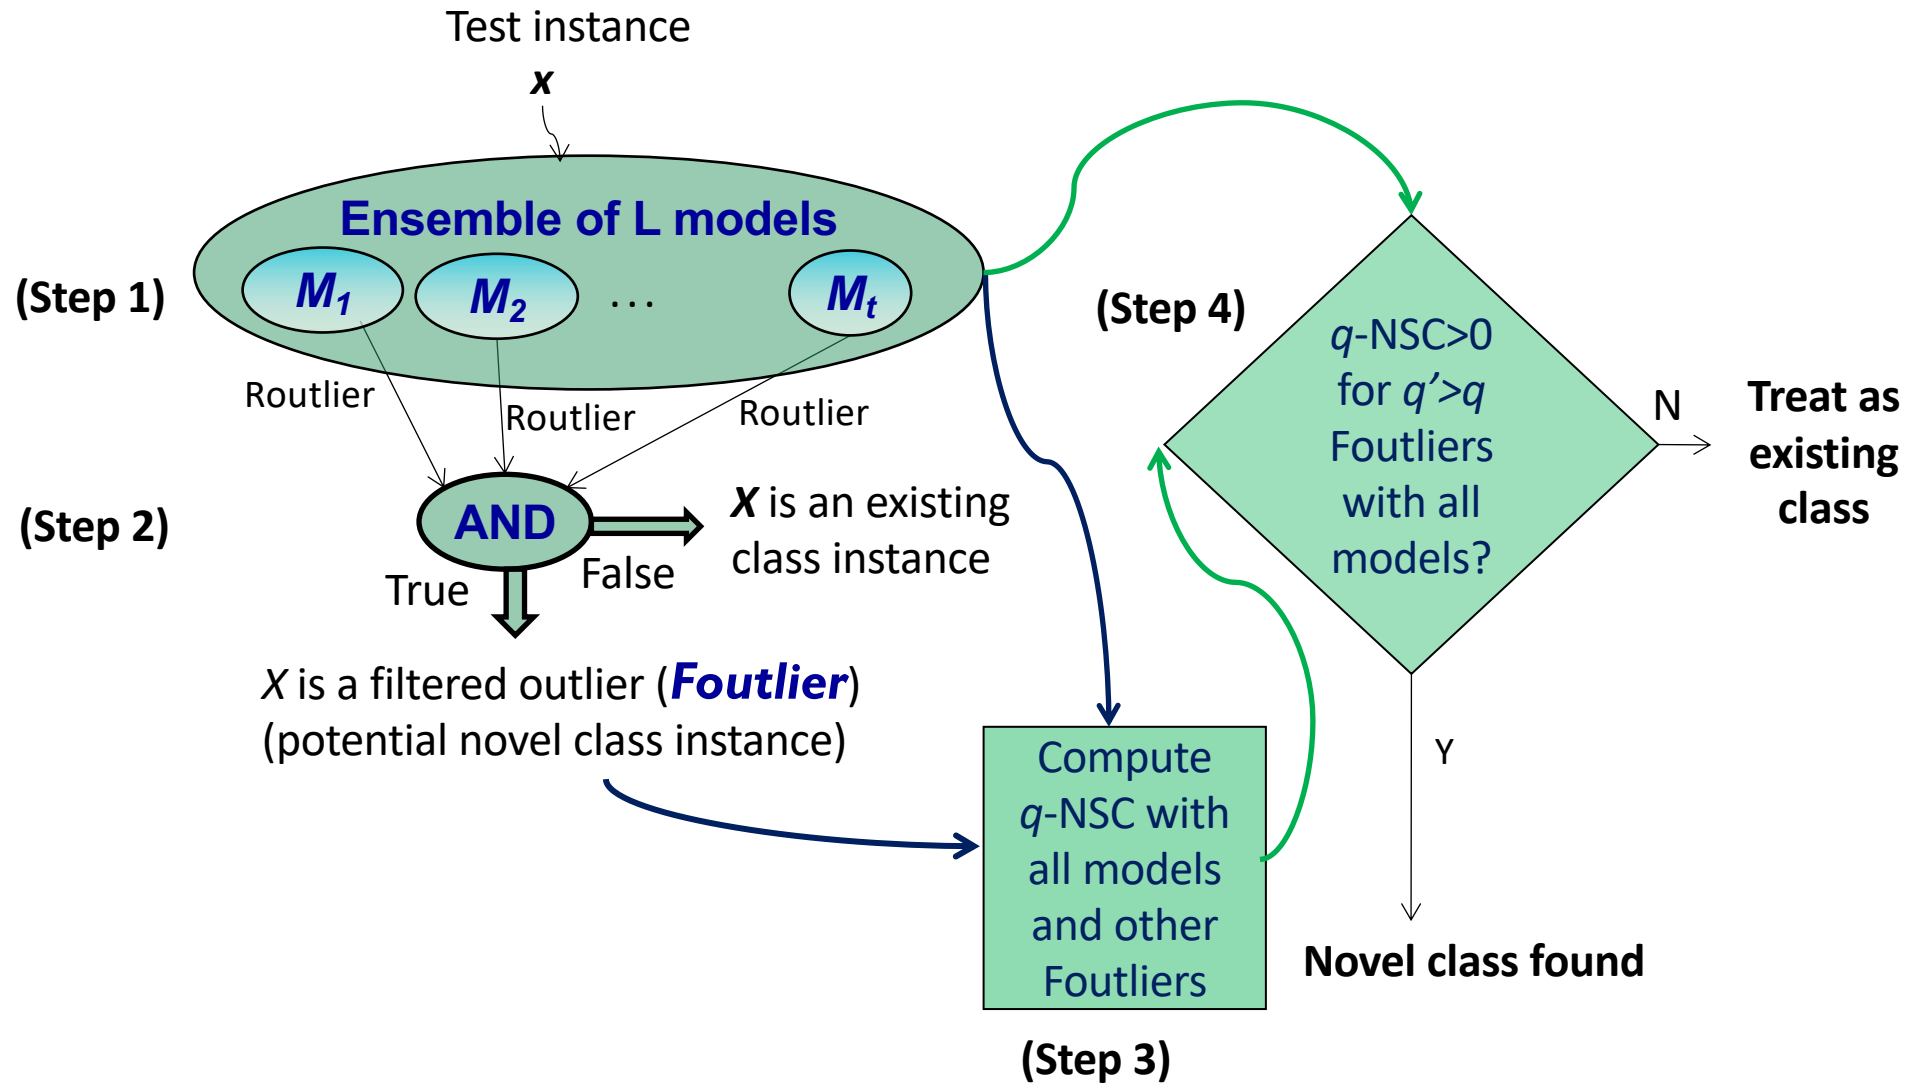 Test instance
x
Ensemble of L models
(Step 1)
M1
M2
...
Mt
Routlier
Routlier
Routlier
(Step 2)
AND
True
False
X is an existing
class instance
X is a filtered outlier (Foutlier)
(potential novel class instance)
Compute
q-NSC with
all models
and other
Foutliers
(Step 3)
(Step 4)
q-NSC>0
for q’>q
Foutliers
with all
models?
N
Treat as
existing
class
Y
Novel class found